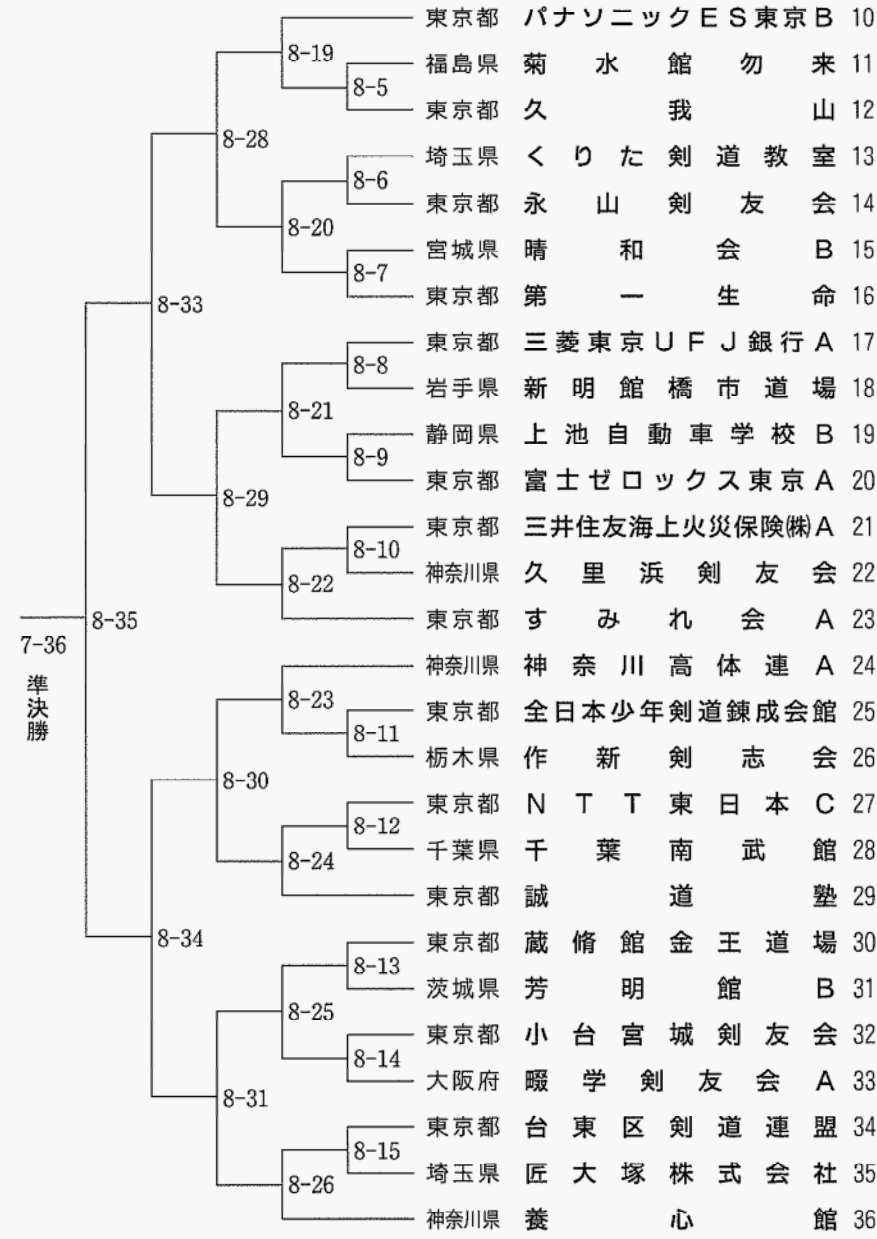 東京都 パナソニックES東京B 10
8-19
福島県 菊水館勿来 11
8-5
東京都 久我山 12
8-28
埼玉県 くりた剣道教室 13
8-6
東京都 永山剣友会 14
8-20
宮城県 晴和会B 15
8-7
東京都 第一生命 16
8-33
東京都 三菱東京UFJ銀行A 17
8-8
岩手県 新明館橋市道場 18
8-21
静岡県 上池自動車学校B 19
8-9
東京都 富士ゼロックス東京A 20
8-29
東京都 三井住友海上火災保険㈱A 21
8-10
神奈川県 久里浜剣友会 22
8-22
東京都 すみれ会A 23
8-35
7-36
準決勝
神奈川県 神奈川高体連A 24
8-23
東京都 全日本少年剣道錬成会館 25
8-11
栃木県 作新剣志会 26
8-30
東京都 NTT東日本C 27
8-12
千葉県 千葉南武館 28
8-24
東京都 誠道塾 29
8-34
東京都 蔵脩館金王道場 30
8-13
茨城県 芳明館B 31
8-25
東京都 小台宮城剣友会 32
8-14
大阪府 畷学剣友会A 33
8-31
東京都 台東区剣道連盟 34
8-15
埼玉県 匠大塚株式会社 35
8-26
神奈川県 養心館 36